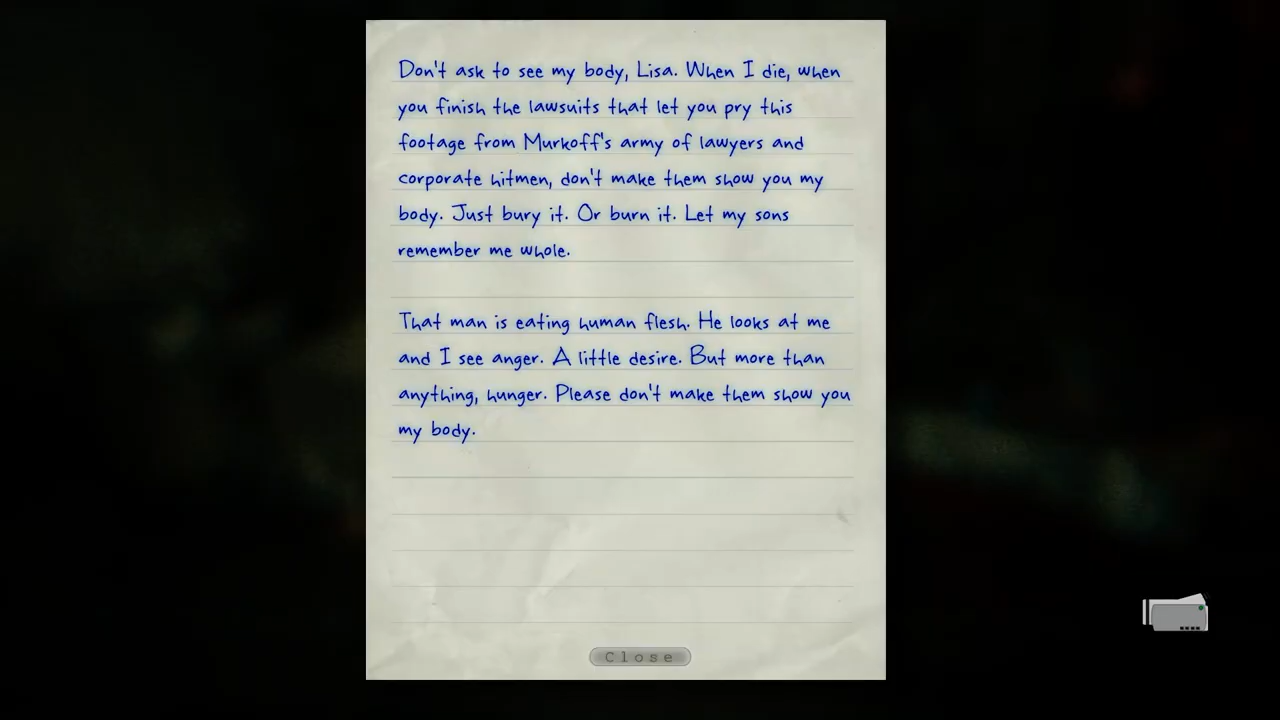 Don't ask to see my body, Lisa. When I die, when
you finish the lawsuits that let you pry this
footage from Murkoff's army of lawyers and
corporate hitmen, don't make them show you my
body. Just bury it. Or burn it. Let my sons
remember me whole.
That man is eating human flesh. He looks at me
and I see anger. A little desire. But more than
anything, hunger. Please don't make them show you
my body.
Close